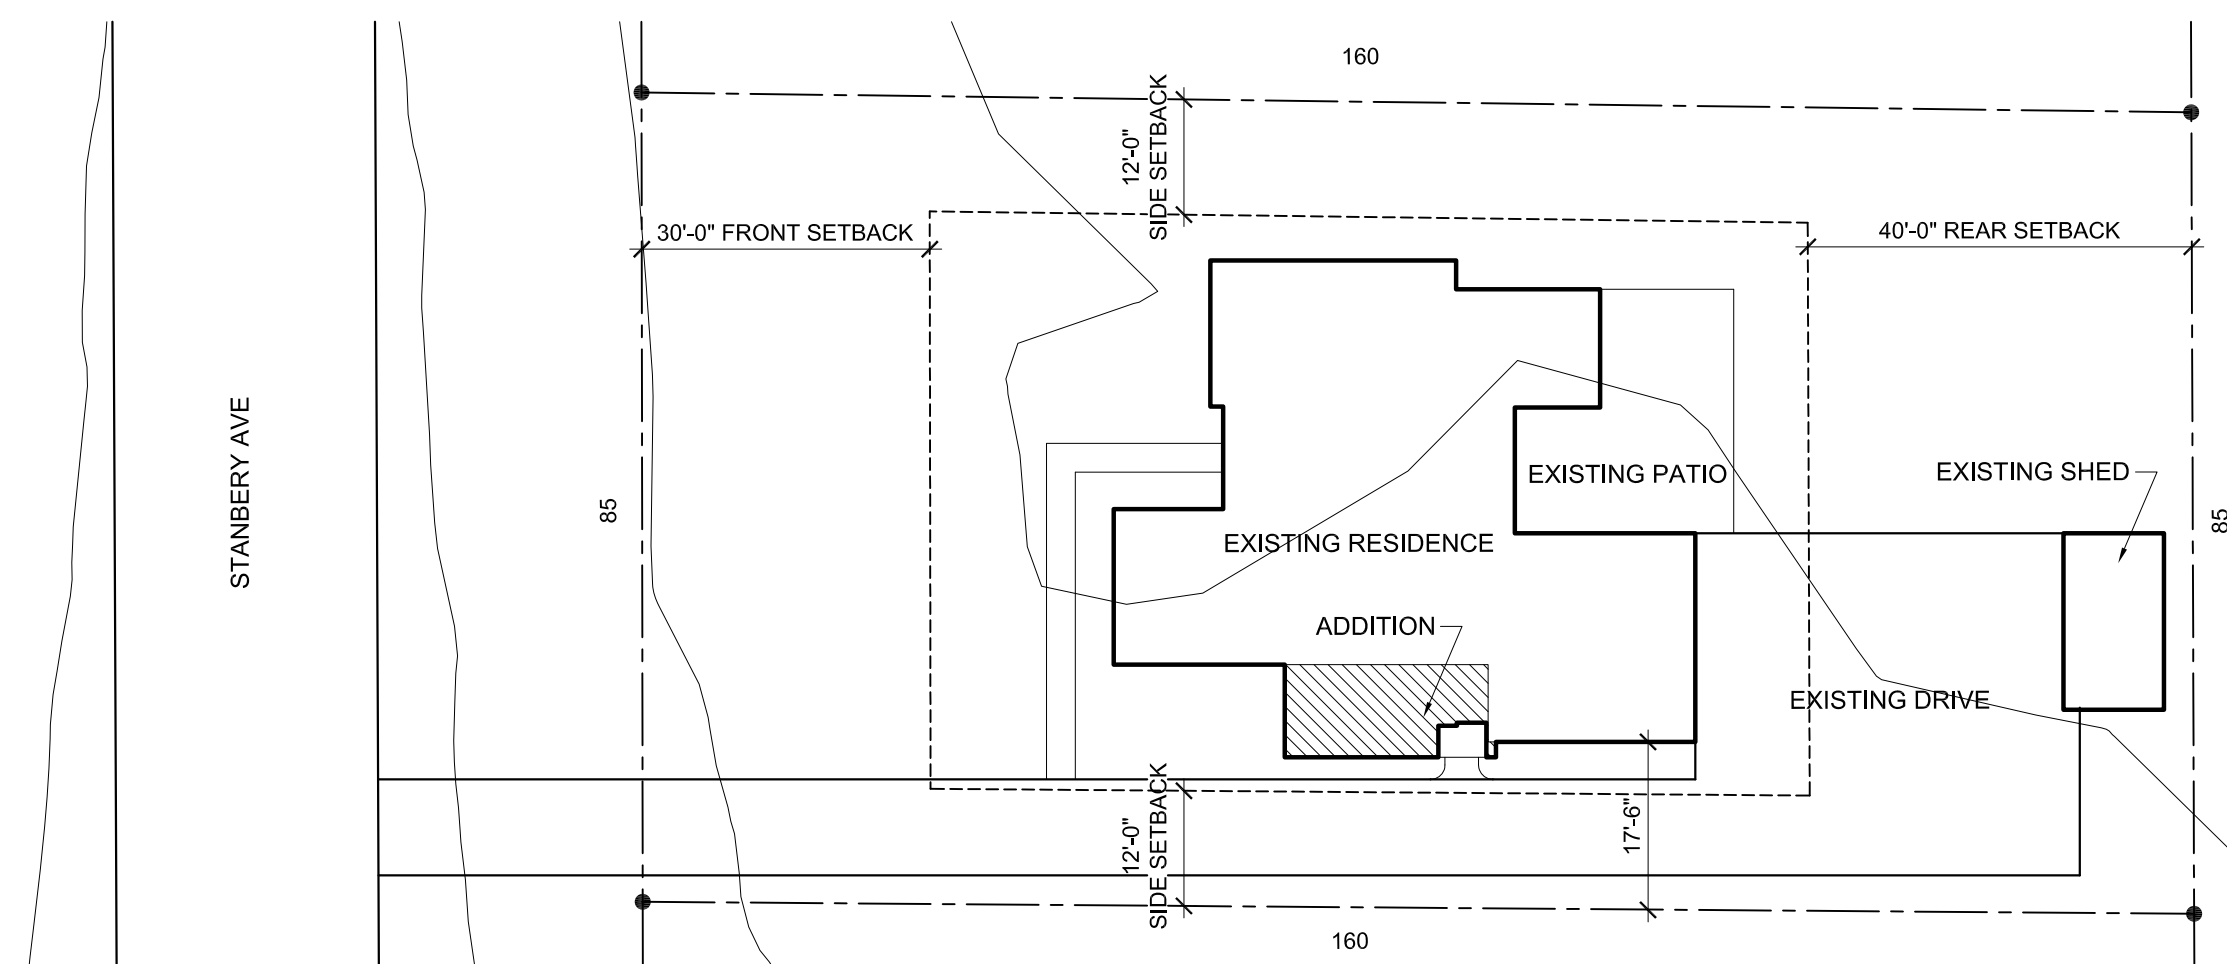 160
12'-0"
SIDE SETBACK
30'-0" FRONT SETBACK
40'-0" REAR SETBACK
STANBERY AVE
85
EXISTING PATIO
EXISTING SHED
85
EXISTING RESIDENCE
ADDITION
EXISTING DRIVE
12'-0"
SIDE SETBACK
17'-6"
160